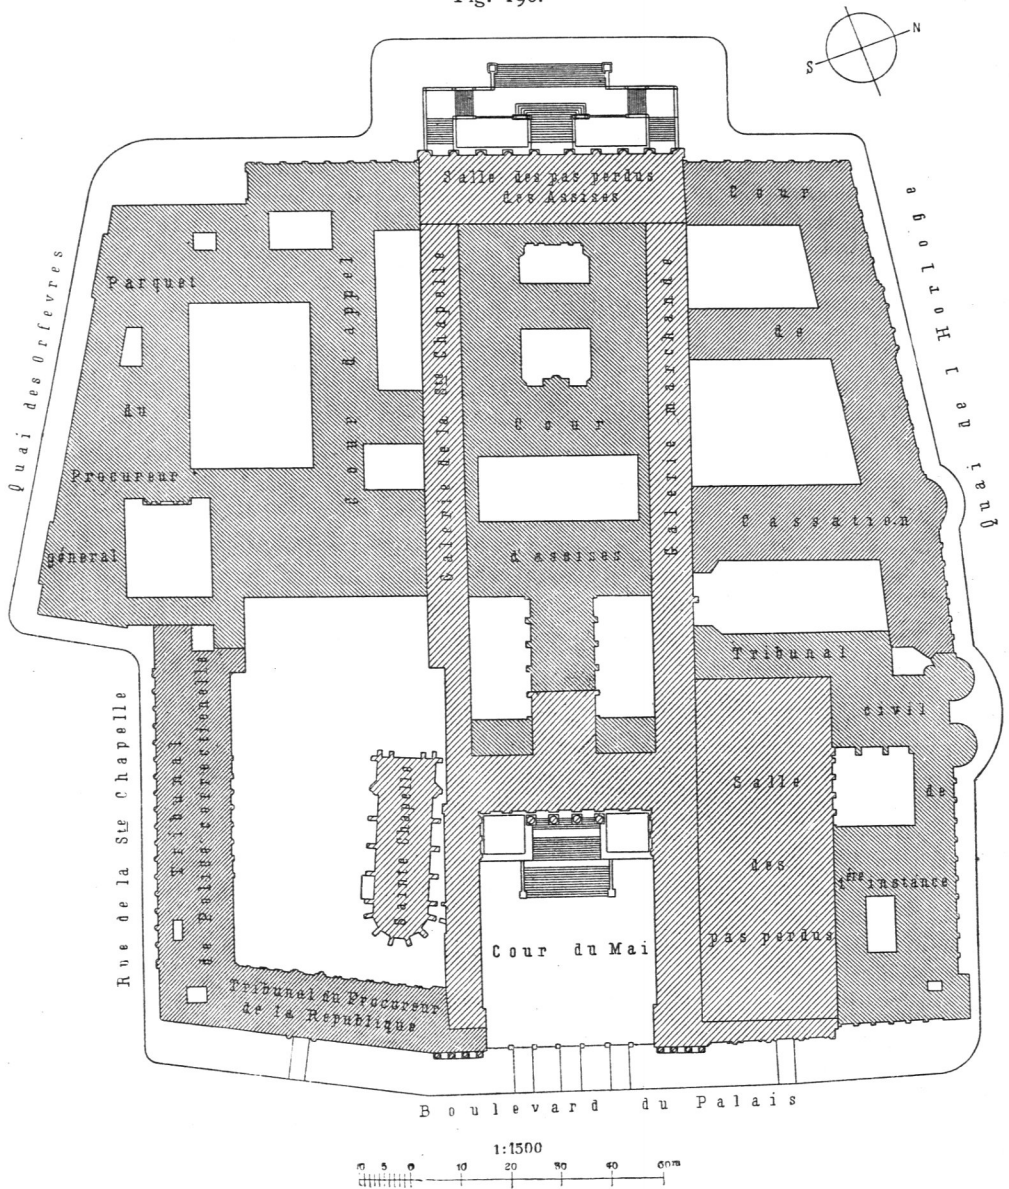 Fig. 196.
N
S
Salle des pas perdus
des Assises
Cour
de
Cassation
Quai de l Horloge
Parquet
du
Procureur
général
Quai des Orfèvres
Cour d'appel
Galerie de la Ste Chapelle
Cour
d'assizes
Galerie marchande
Tribunal
civil
de
1ère instance
Salle
des
pas perdus
Rue de la Ste Chapelle
Tribunal
de Police correctionelle
Sainte Chapelle
Cour du Mai
Tribunal du Procureur
de la République
Boulevard du Palais
1:1500
10 5 0 10 20 30 40 50m